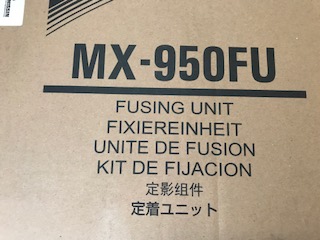 MX-950FU
FUSING UNIT
FIXIEREINHEIT
UNITE DE FUSION
KIT DE FIJACION
定影组件
定着ユニット